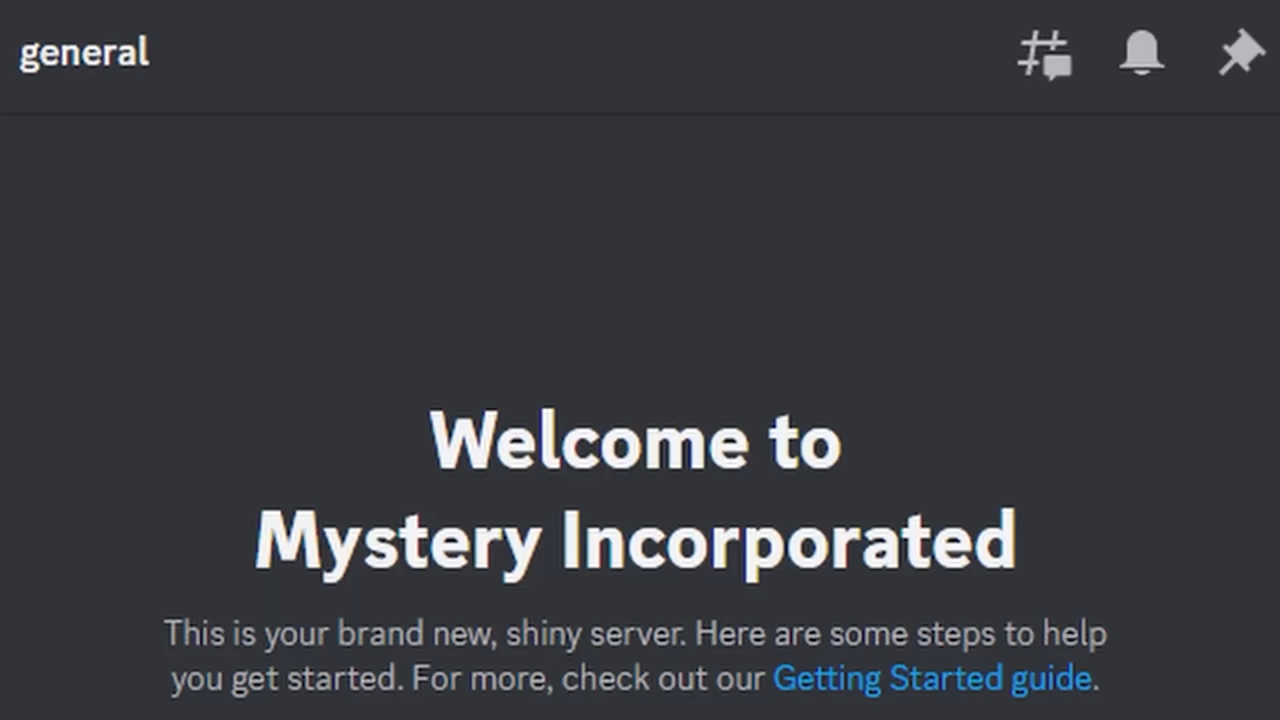 general
Welcome to
Mystery Incorporated
This is your brand new, shiny server. Here are some steps to help
you get started. For more, check out our Getting Started guide.